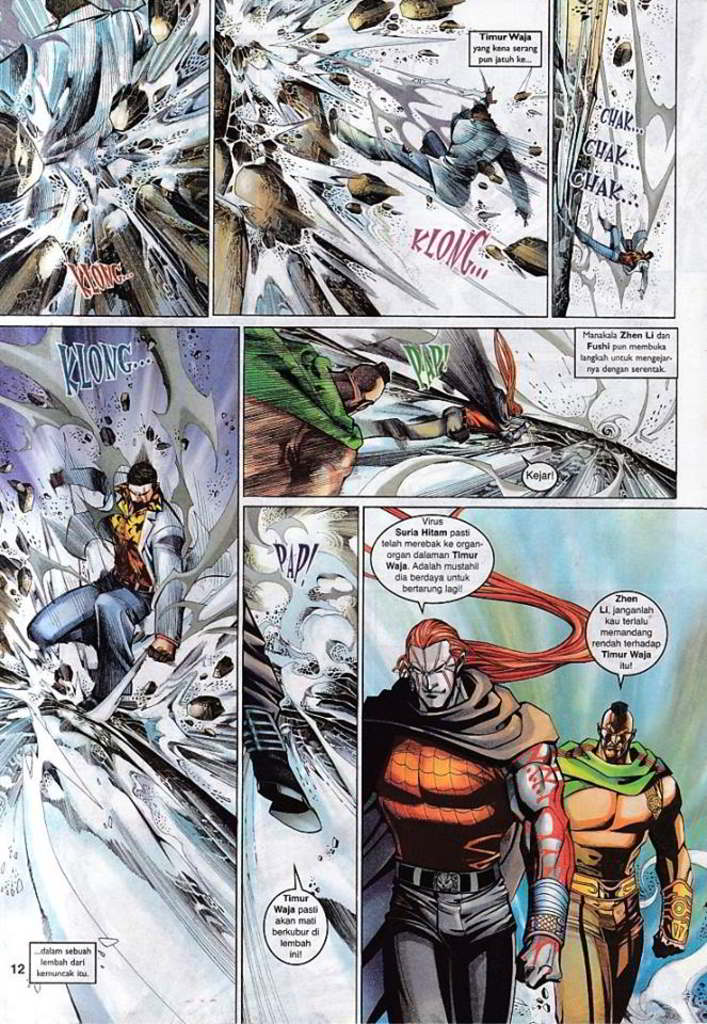 Timur Waja
yang kena serang
pun jatuh ke...
KLONG...
KLONG...
CHAK...
CHAK...
CHAK...
KLONG...
...dalam sebuah
lembah dari
kemuncak itu.
PAP!
Manakala Zhen Li dan
Fushi pun membuka
langkah untuk mengejar-
nya dengan serentak.
Kejar!
PAP!
Timur
Waja pasti
akan mati
berkubur di
lembah
ini!
Virus
Suria Hitam pasti
telah merebak ke organ-
organ dalaman Timur
Waja. Adalah mustahil
dia berdaya untuk
bertarung lagi!
Zhen
Li, janganlah
kau terlalu
memandang
rendah terhadap
Timur Waja
itu!
12